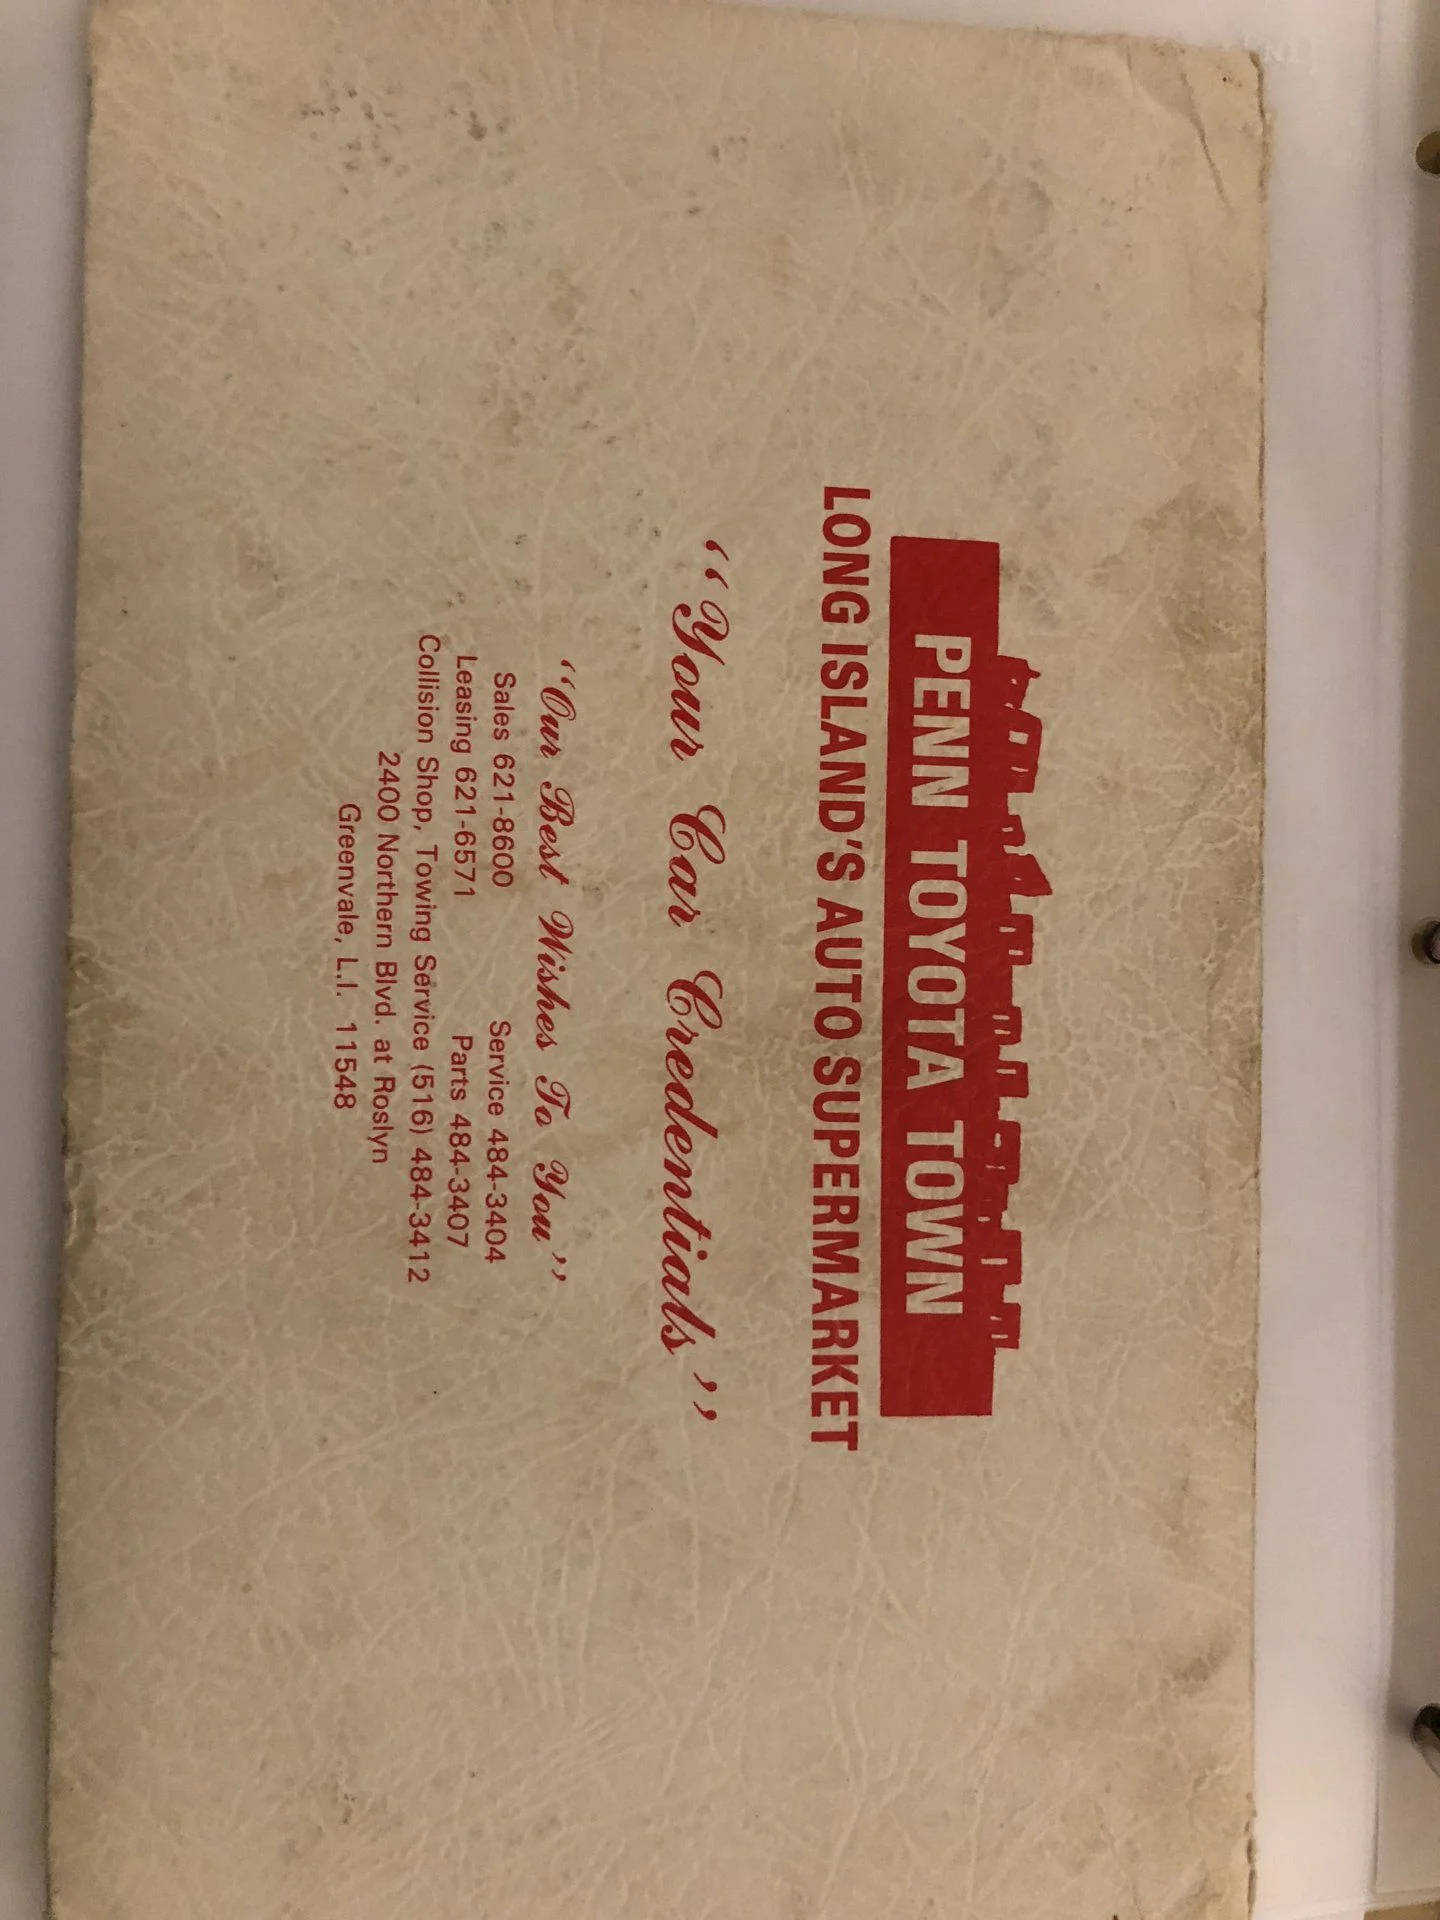 PENN TOYOTA TOWN
LONG ISLAND'S AUTO SUPERMARKET
"Your Car Credentials"
"Our Best Wishes To You"
Sales 621-8600 Service 484-3404
Leasing 621-6571 Parts 484-3407
Collision Shop, Towing Service (516) 484-3412
2400 Northern Blvd. at Roslyn
Greenvale, L.I. 11548